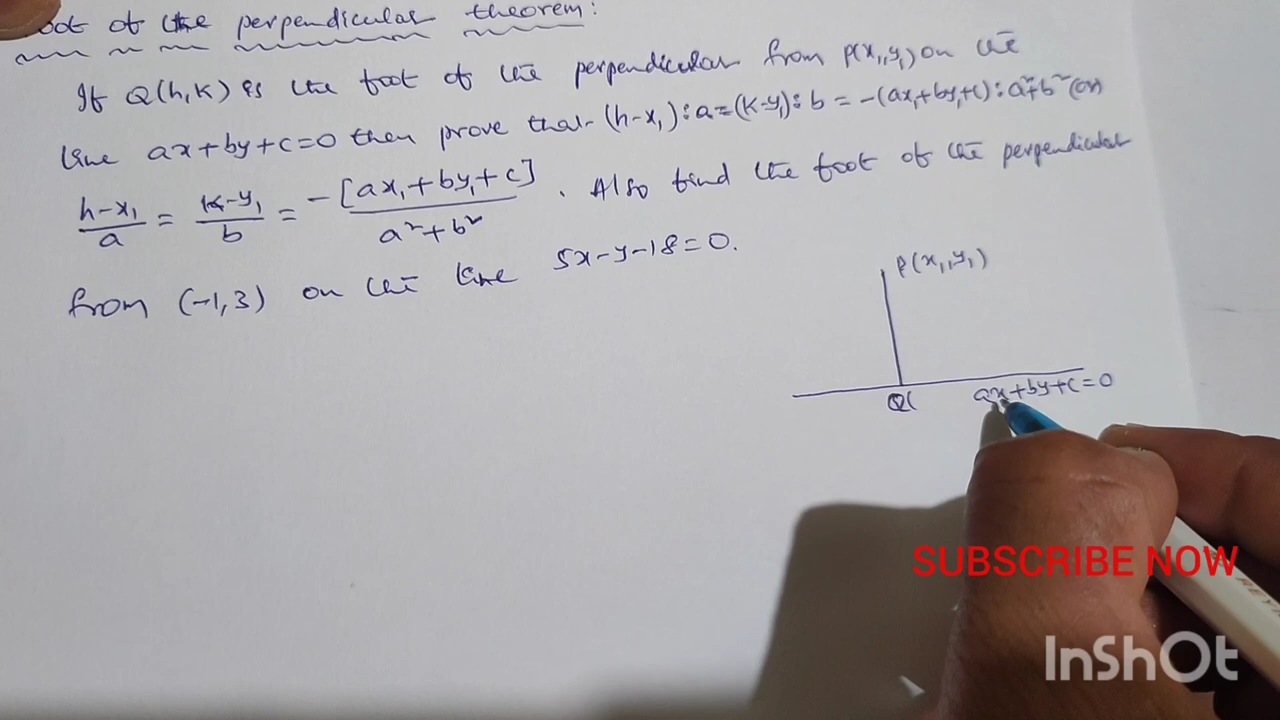 oot of the perpendicular theorem:
If Q(h,k) is the foot of the perpendicular from P(x₁,y₁) on the
line ax+by+c=0 then prove that (h-x₁):a=(k-y₁):b=-(ax₁+by₁+c):a²+b² (or)
h-x₁/a = k-y₁/b = -[ax₁+by₁+c]/a²+b² . Also find the foot of the perpendicular
from (-1,3) on the line 5x-y-18=0.
P(x₁,y₁)
Q(
ax+by+c=0
SUBSCRIBE NOW
InShOt